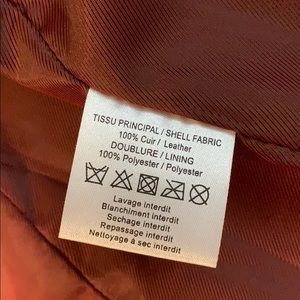 TISSU PRINCIPAL / SHELL FABRIC
100% Cuir / Leather
DOUBLURE / LINING
100% Polyester / Polyester
Lavage interdit
Blanchiment interdit
Sechage interdit
Repassage interdit
Nettoyage à sec interdit